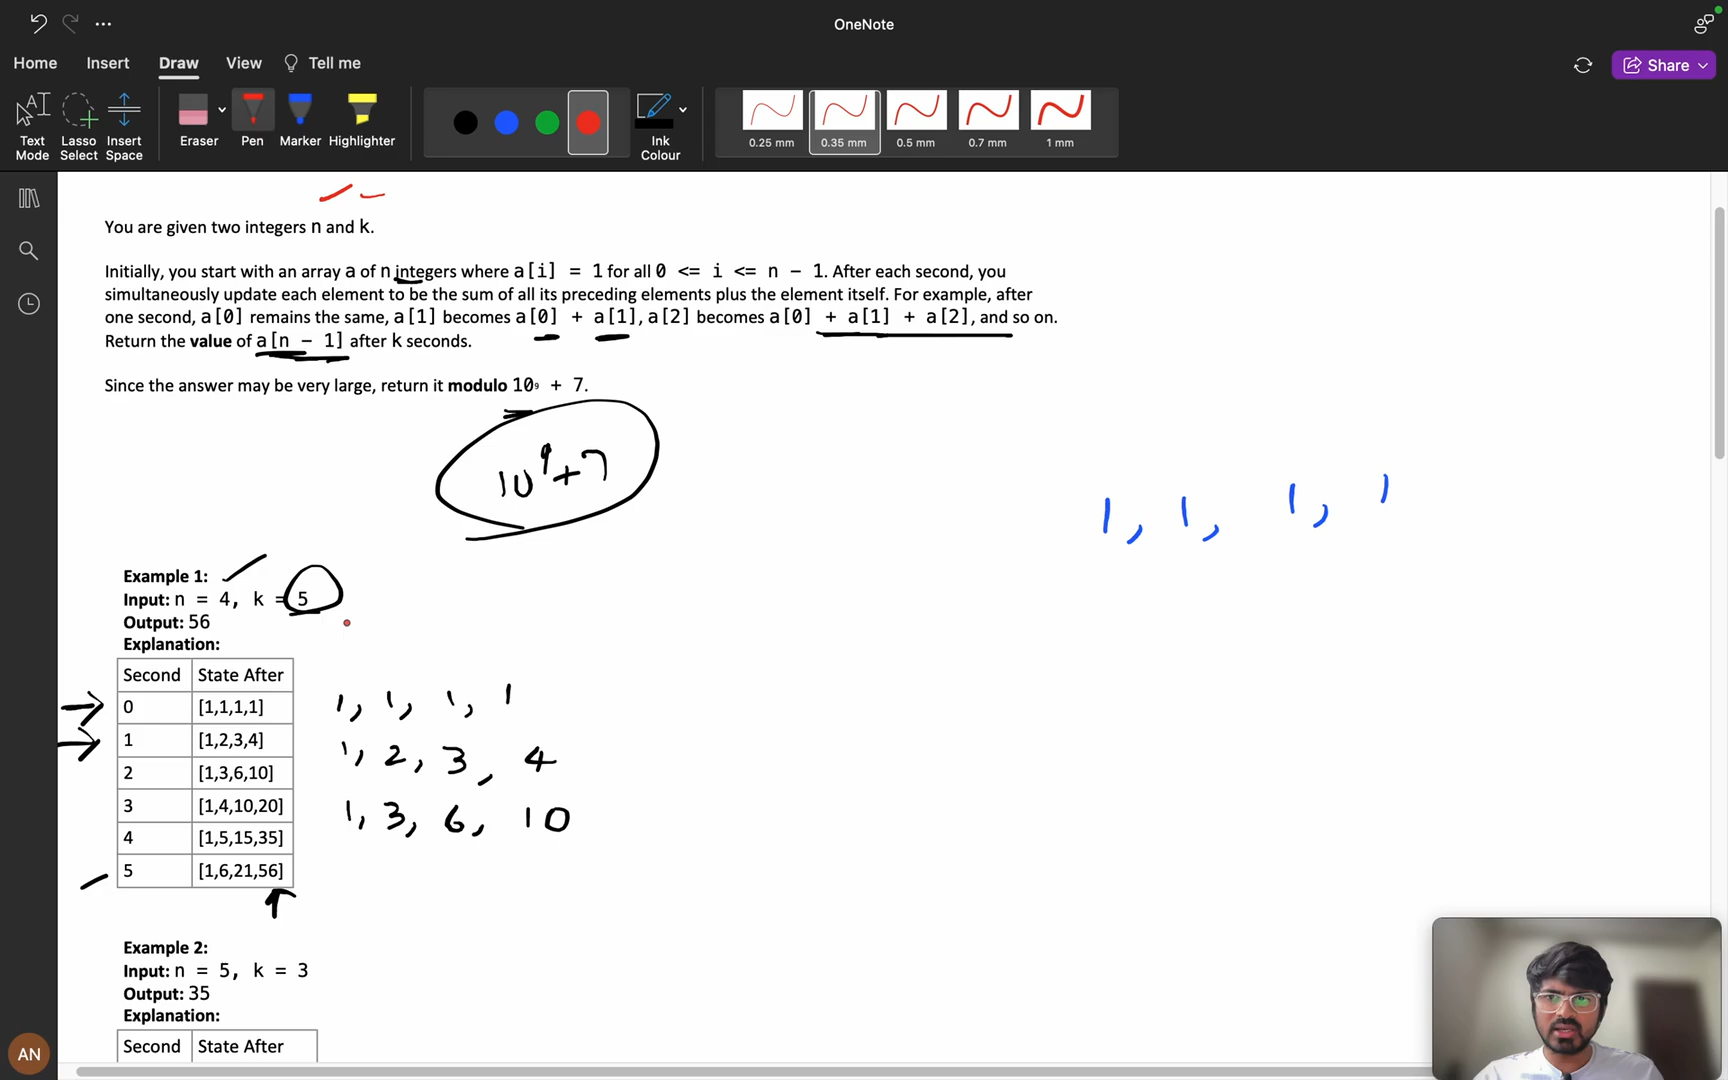 OneNote
Home Insert Draw View Tell me
Share
Text Mode
Lasso Select
Insert Space
Eraser
Pen
Marker
Highlighter
Ink Colour
0.25 mm
0.35 mm
0.5 mm
0.7 mm
1 mm
You are given two integers n and k.
Initially, you start with an array a of n integers where a[i] = 1 for all 0 <= i <= n - 1. After each second, you
simultaneously update each element to be the sum of all its preceding elements plus the element itself. For example, after
one second, a[0] remains the same, a[1] becomes a[0] + a[1], a[2] becomes a[0] + a[1] + a[2], and so on.
Return the value of a[n - 1] after k seconds.
Since the answer may be very large, return it modulo 10⁹ + 7.
10⁹+7
1, 1, 1, 1
Example 1:
Input: n = 4, k = 5
Output: 56
Explanation:
Second State After
0 [1,1,1,1]
1 [1,2,3,4]
2 [1,3,6,10]
3 [1,4,10,20]
4 [1,5,15,35]
5 [1,6,21,56]
1, 1, 1, 1
1, 2, 3, 4
1, 3, 6, 10
Example 2:
Input: n = 5, k = 3
Output: 35
Explanation:
Second State After
AN